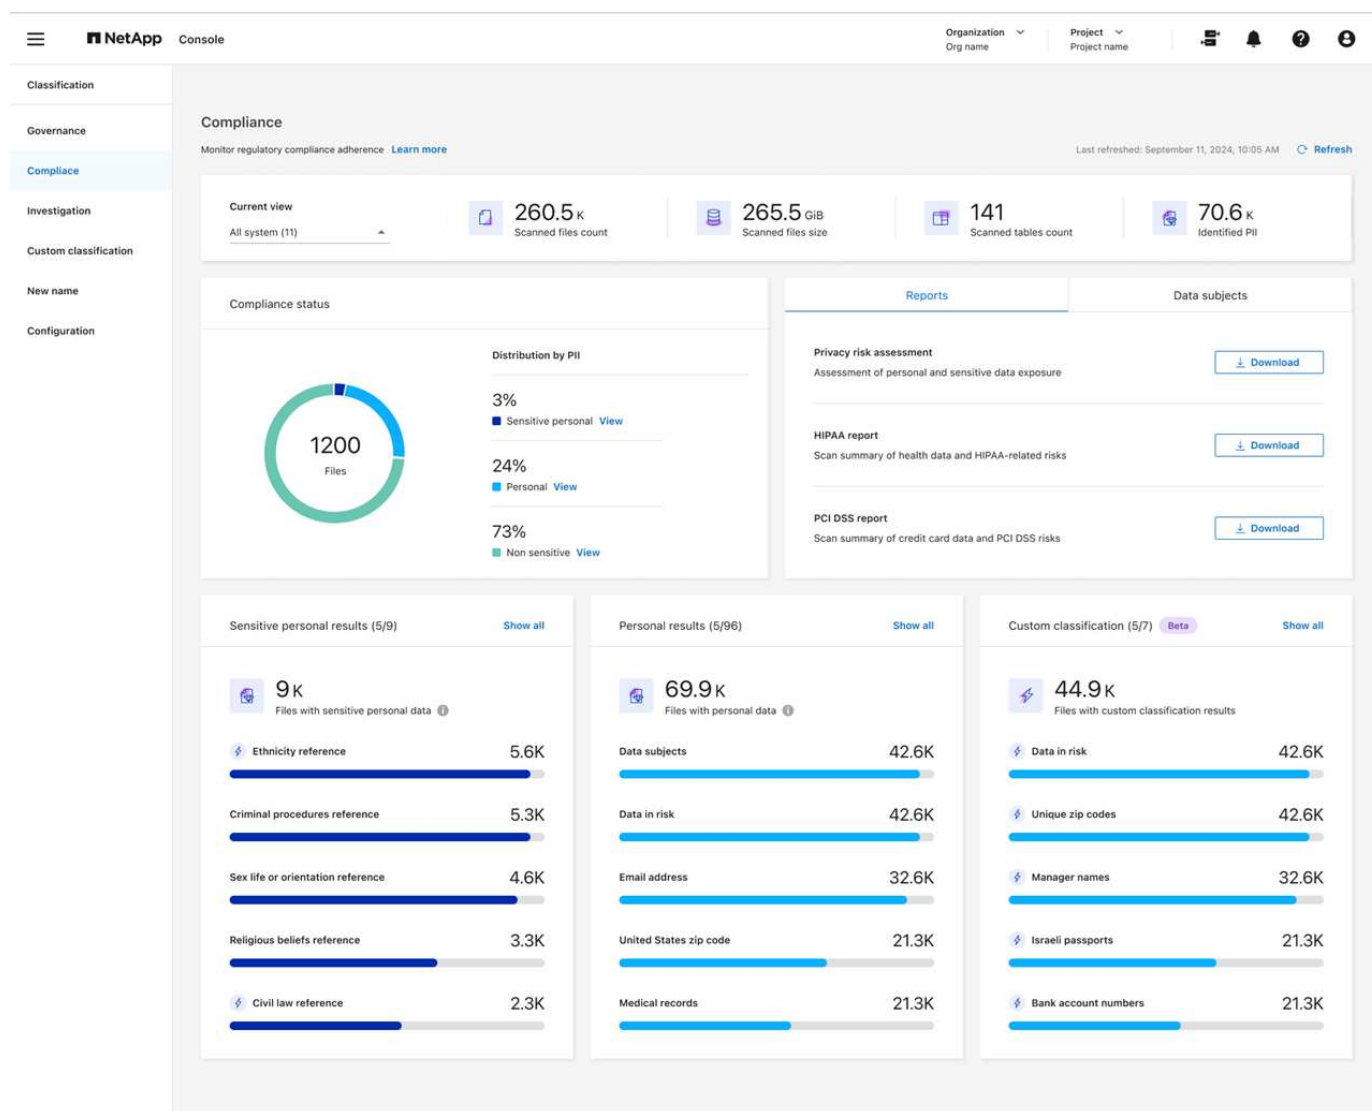 NetApp Console
Organization
Org name
Project
Project name
Classification
Governance
Compliace
Investigation
Custom classification
New name
Configuration
Compliance
Monitor regulatory compliance adherence Learn more
Last refreshed: September 11, 2024, 10:05 AM Refresh
Current view
All system (11)
260.5 K
Scanned files count
265.5 GiB
Scanned files size
141
Scanned tables count
70.6 K
Identified PII
Compliance status
1200
Files
Distribution by PII
3%
Sensitive personal View
24%
Personal View
73%
Non sensitive View
Reports
Data subjects
Privacy risk assessment
Assessment of personal and sensitive data exposure
Download
HIPAA report
Scan summary of health data and HIPAA-related risks
Download
PCI DSS report
Scan summary of credit card data and PCI DSS risks
Download
Sensitive personal results (5/9) Show all
9 K
Files with sensitive personal data
Ethnicity reference 5.6K
Criminal procedures reference 5.3K
Sex life or orientation reference 4.6K
Religious beliefs reference 3.3K
Civil law reference 2.3K
Personal results (5/96) Show all
69.9 K
Files with personal data
Data subjects 42.6K
Data in risk 42.6K
Email address 32.6K
United States zip code 21.3K
Medical records 21.3K
Custom classification (5/7) Beta Show all
44.9 K
Files with custom classification results
Data in risk 42.6K
Unique zip codes 42.6K
Manager names 32.6K
Israeli passports 21.3K
Bank account numbers 21.3K